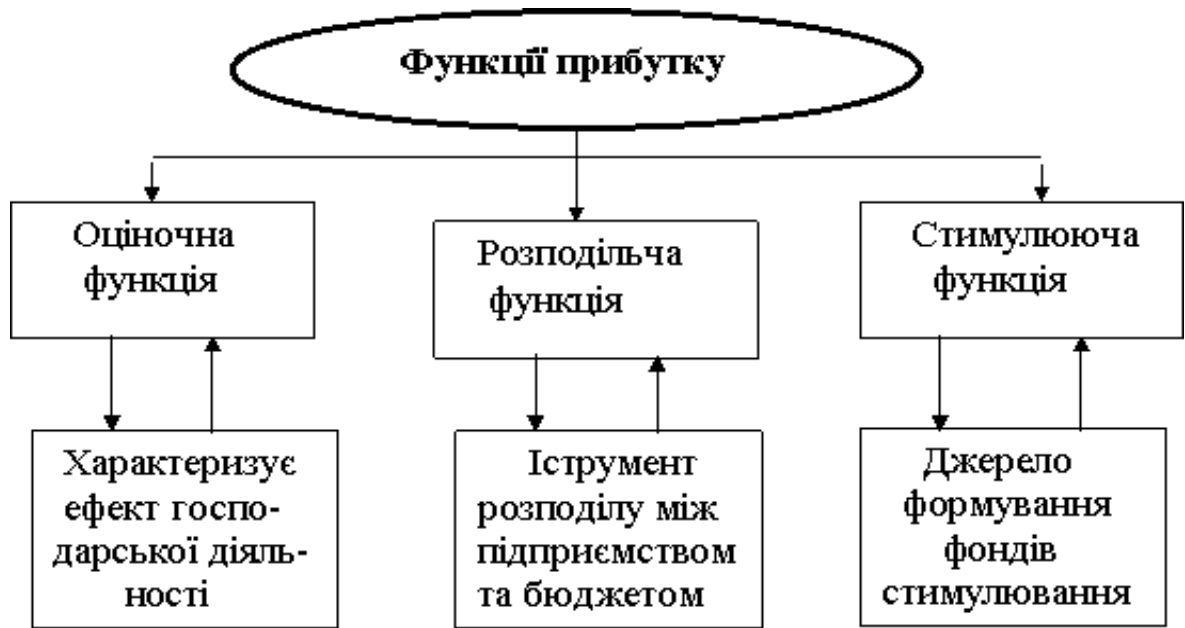 Функції прибутку
Оціночна
функція
Розподільча
функція
Стимулююча
функція
Характеризує
ефект госпо-
дарської діяль-
ності
Іструмент
розподілу між
підприємством
та бюджетом
Джерело
формування
фондів
стимулювання